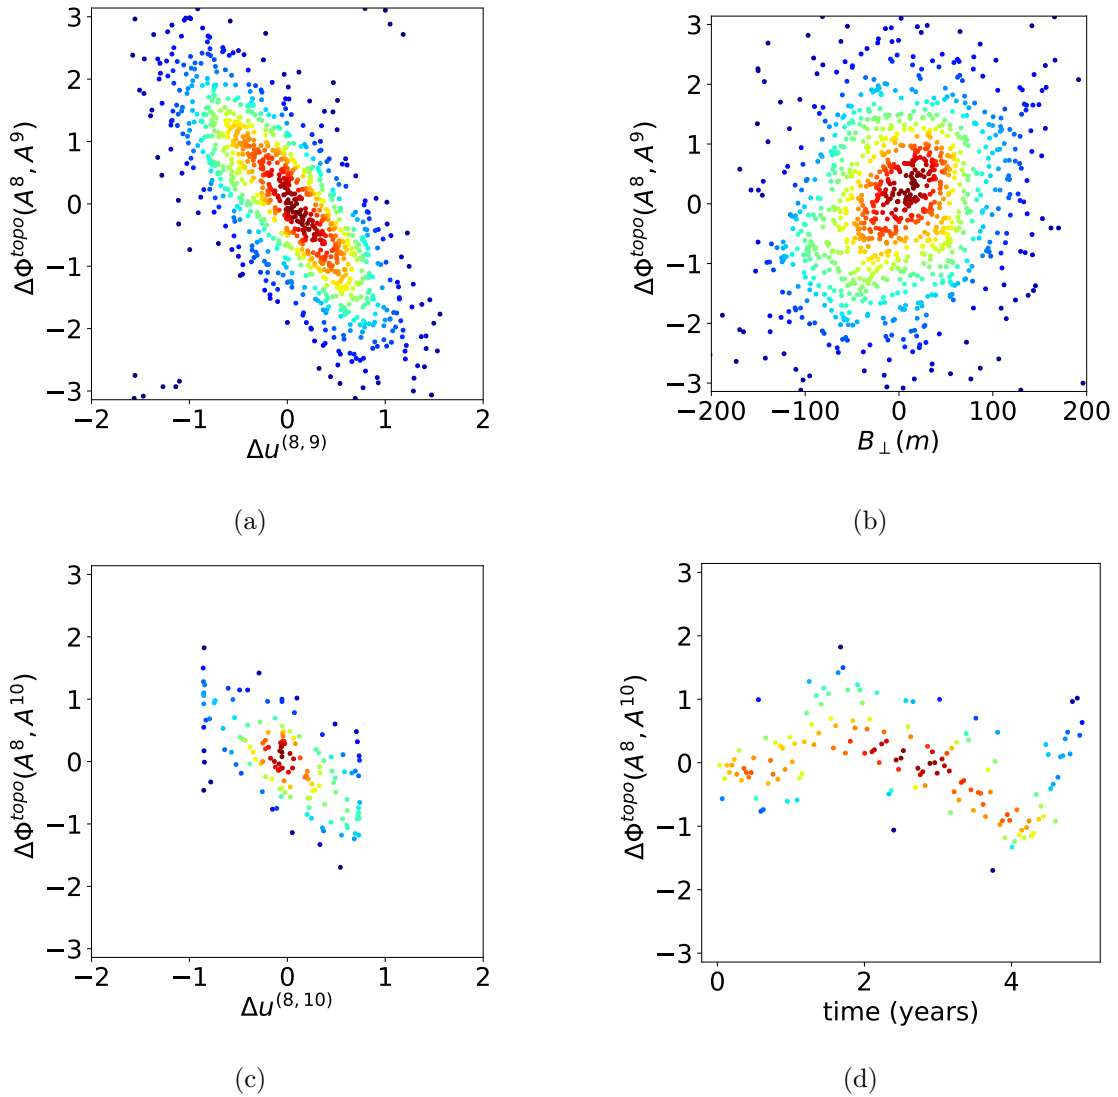 3
2
1
0
−1
−2
−3
ΔΦ^{topo}(A^8, A^9)
−2 −1 0 1 2
Δu^{(8, 9)}
(a)
3
2
1
0
−1
−2
−3
ΔΦ^{topo}(A^8, A^9)
−200 −100 0 100 200
B_⊥(m)
(b)
3
2
1
0
−1
−2
−3
ΔΦ^{topo}(A^8, A^{10})
−2 −1 0 1 2
Δu^{(8, 10)}
(c)
3
2
1
0
−1
−2
−3
ΔΦ^{topo}(A^8, A^{10})
0 2 4
time (years)
(d)